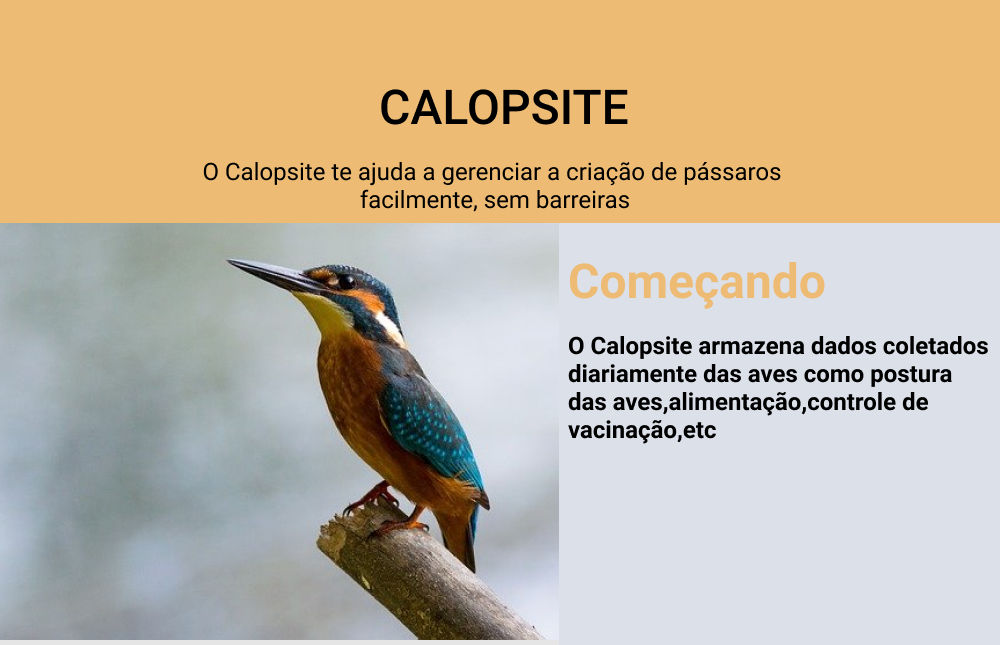 CALOPSITE
O Calopsite te ajuda a gerenciar a criação de pássaros
facilmente, sem barreiras
Começando
O Calopsite armazena dados coletados
diariamente das aves como postura
das aves,alimentação,controle de
vacinação,etc